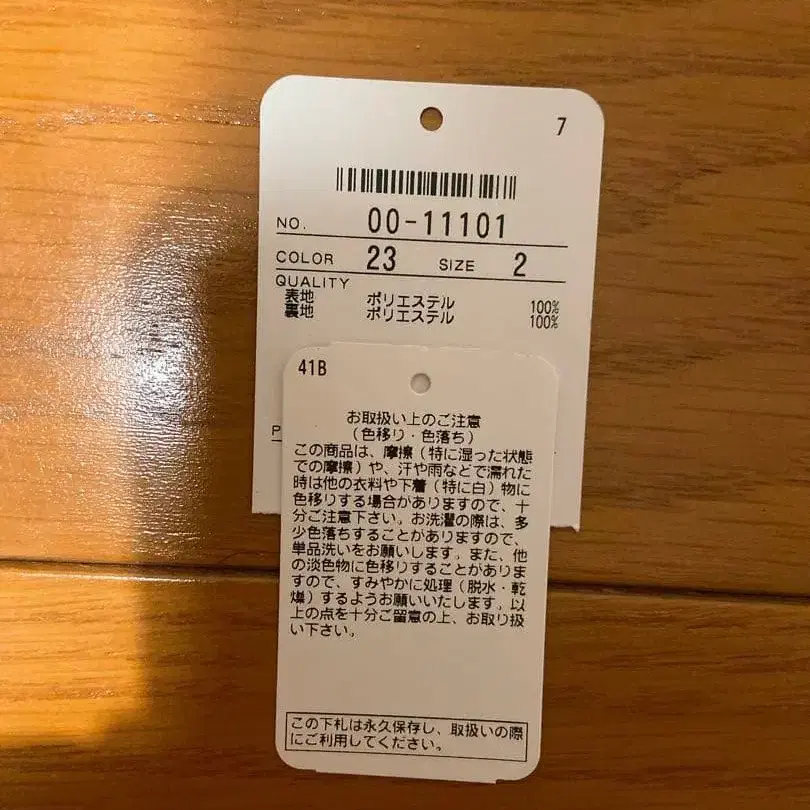 7
NO. 00-11101
COLOR 23 SIZE 2
QUALITY
表地 ポリエステル 100%
裏地 ポリエステル 100%
P
41B
お取扱い上のご注意
(色移り・色落ち)
この商品は、摩擦(特に湿った状態
での摩擦)や、汗や雨などで濡れた
時は他の衣料や下着(特に白)物に
色移りする場合がありますので、十
分ご注意下さい。お洗濯の際は、多
少色落ちすることがありますので、
単品洗いをお願いします。また、他
の淡色物に色移りすることがありま
すので、すみやかに処理(脱水・乾
燥)するようお願いいたします。以
上の点を十分ご留意の上、お取り扱
い下さい。
この下札は永久保存し、取扱いの際
にご利用してください。